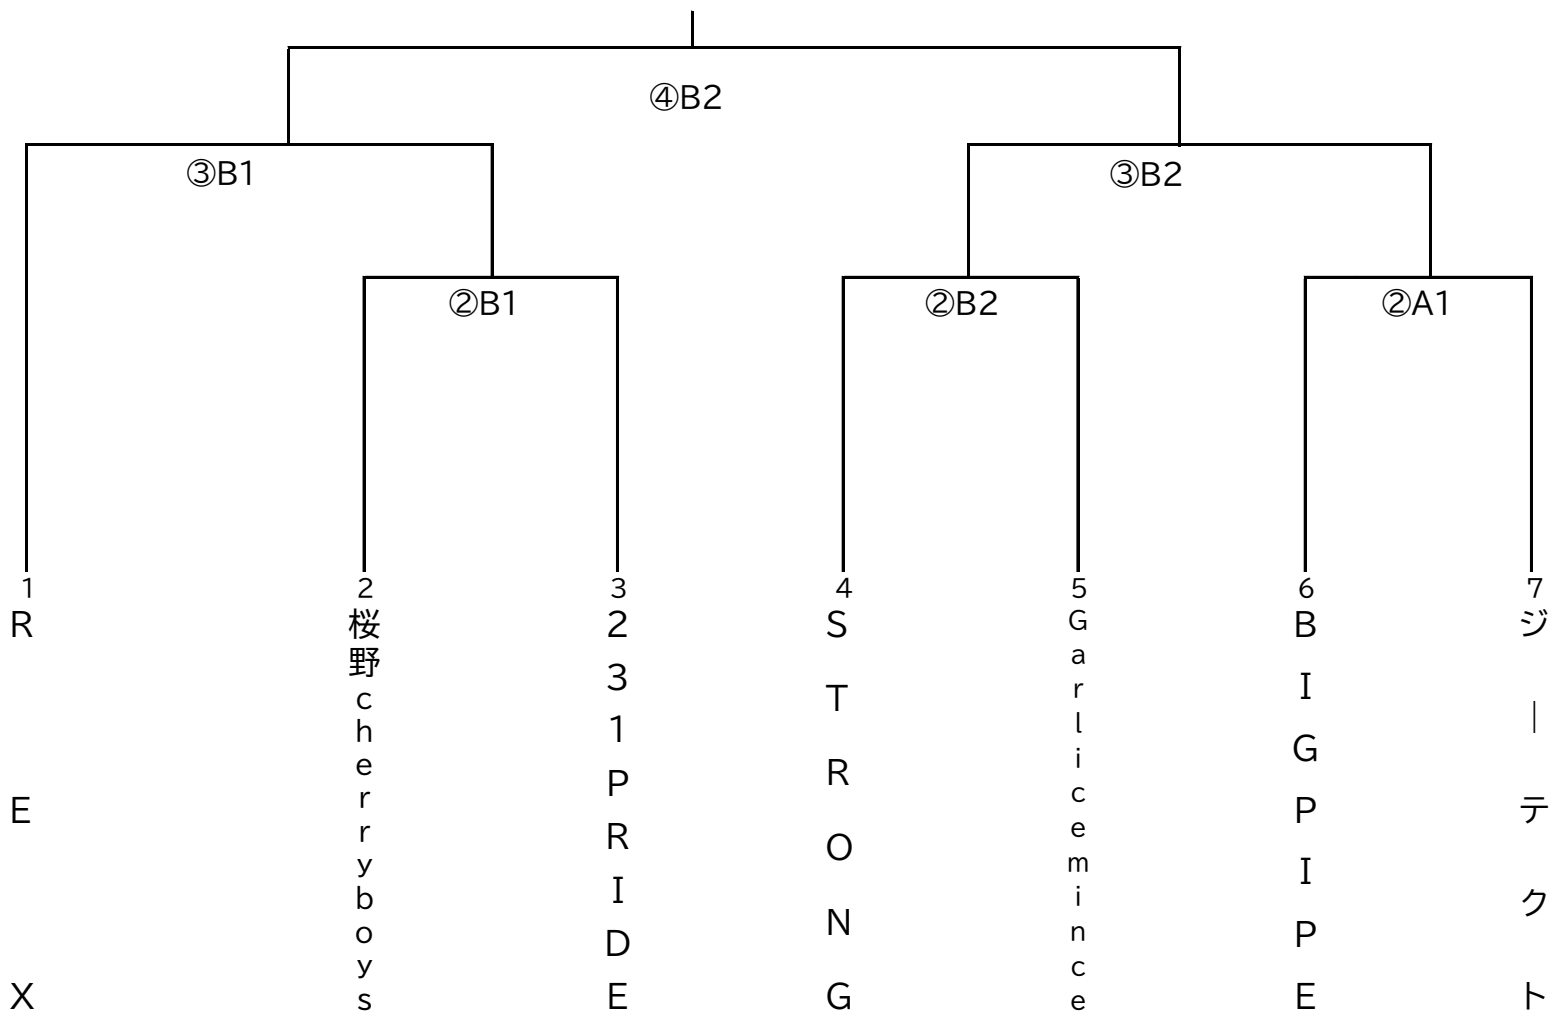 ④B2
③B1
③B2
②B1
②B2
②A1
1
2
3
4
5
6
7
REX
桜野cherryboys
231PRIDE
STRONG
Garlicemince
BIGPIPE
ジーテクト